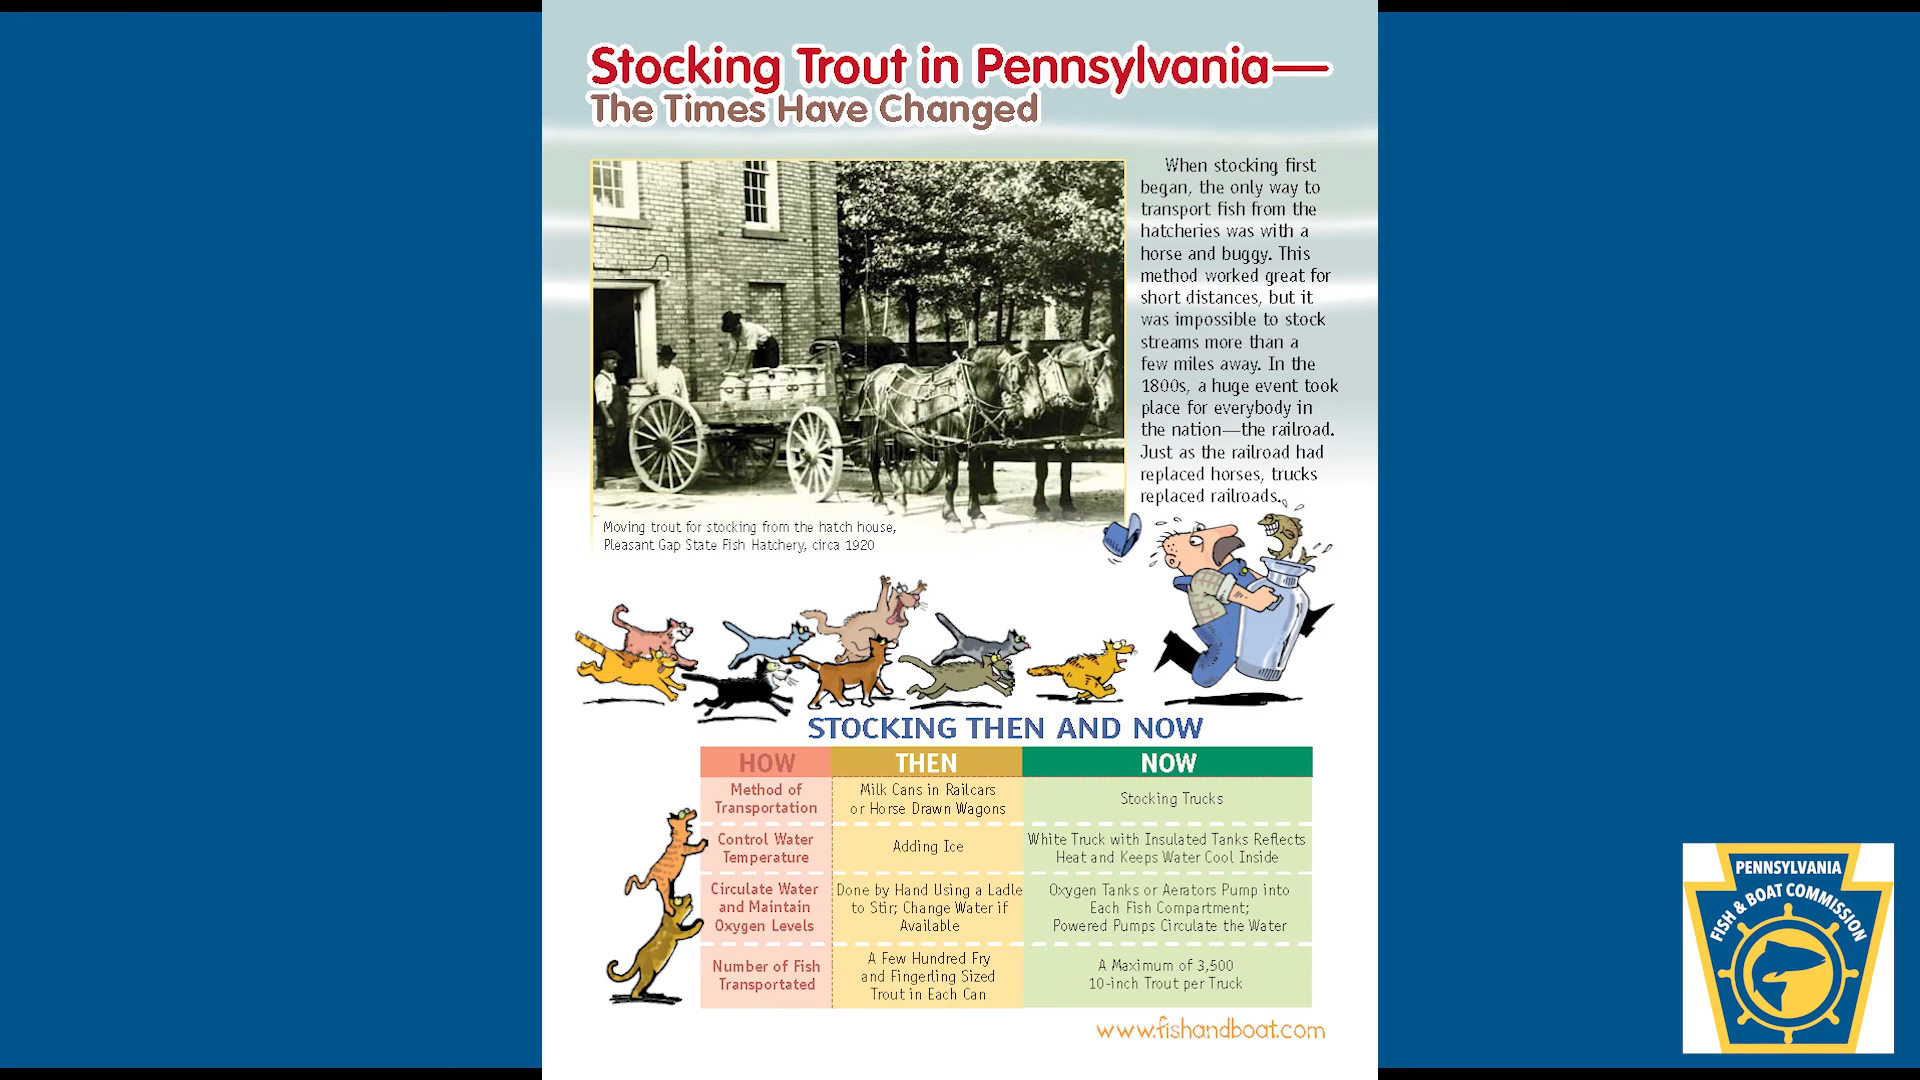 Stocking Trout in Pennsylvania—
The Times Have Changed
When stocking first
began, the only way to
transport fish from the
hatcheries was with a
horse and buggy. This
method worked great for
short distances, but it
was impossible to stock
streams more than a
few miles away. In the
1800s, a huge event took
place for everybody in
the nation—the railroad.
Just as the railroad had
replaced horses, trucks
replaced railroads.
Moving trout for stocking from the hatch house,
Pleasant Gap State Fish Hatchery, circa 1920
STOCKING THEN AND NOW
HOW THEN NOW
Method of
Transportation
Milk Cans in Railcars
or Horse Drawn Wagons
Stocking Trucks
Control Water
Temperature
Adding Ice
White Truck with Insulated Tanks Reflects
Heat and Keeps Water Cool Inside
Circulate Water
and Maintain
Oxygen Levels
Done by Hand Using a Ladle
to Stir; Change Water if
Available
Oxygen Tanks or Aerators Pump into
Each Fish Compartment;
Powered Pumps Circulate the Water
Number of Fish
Transportated
A Few Hundred Fry
and Fingerling Sized
Trout in Each Can
A Maximum of 3,500
10-inch Trout per Truck
www.fishandboat.com
PENNSYLVANIA
FISH & BOAT COMMISSION